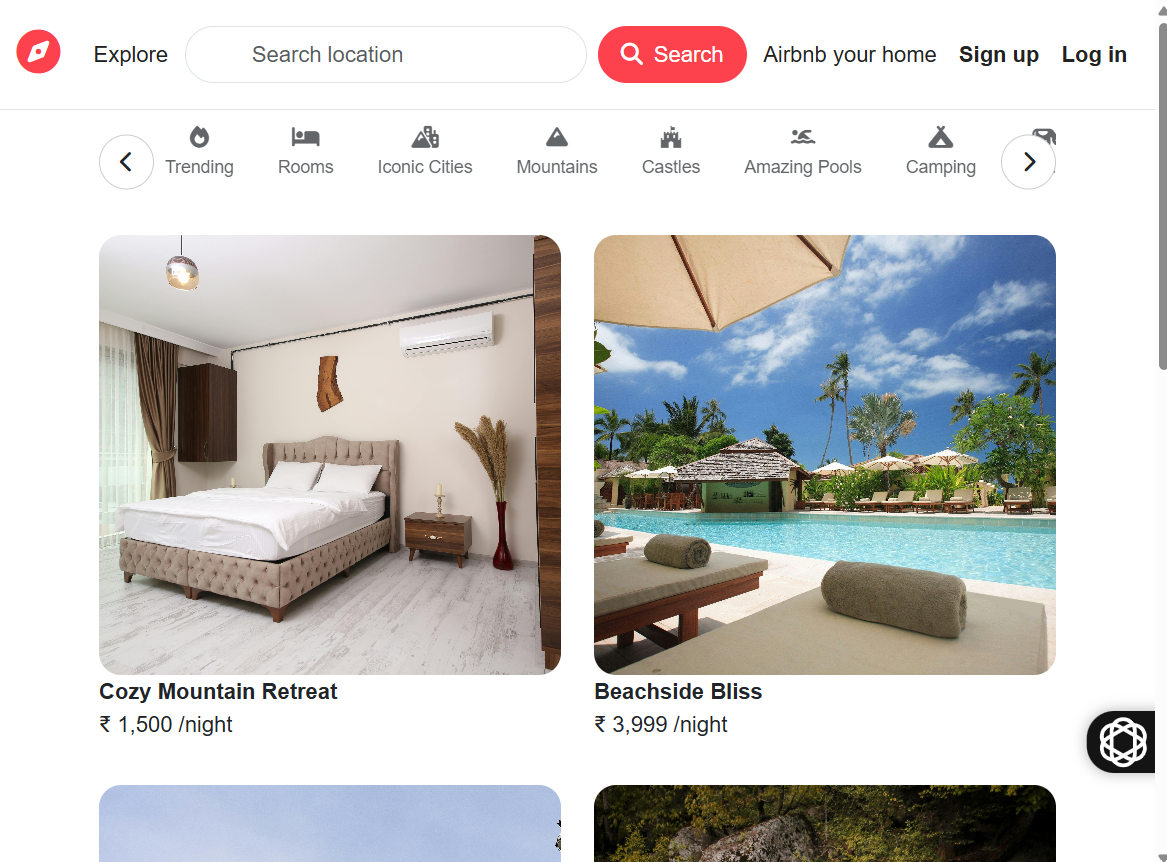 Explore
Search location
Search
Airbnb your home
Sign up
Log in
Trending
Rooms
Iconic Cities
Mountains
Castles
Amazing Pools
Camping
Cozy Mountain Retreat
₹ 1,500 /night
Beachside Bliss
₹ 3,999 /night